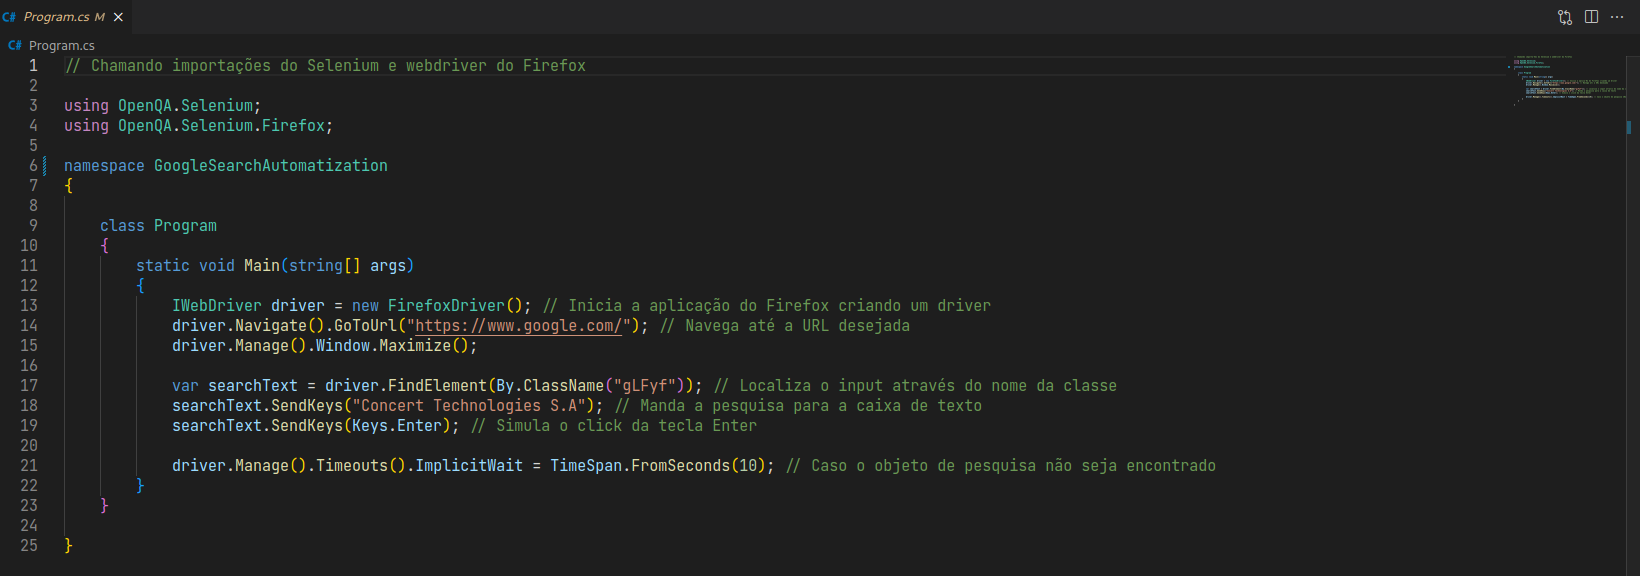 C# Program.cs M ×
C# Program.cs
1 // Chamando importações do Selenium e webdriver do Firefox
2
3 using OpenQA.Selenium;
4 using OpenQA.Selenium.Firefox;
5
6 namespace GoogleSearchAutomatization
7 {
8
9 class Program
10 {
11 static void Main(string[] args)
12 {
13 IWebDriver driver = new FirefoxDriver(); // Inicia a aplicação do Firefox criando um driver
14 driver.Navigate().GoToUrl("https://www.google.com/"); // Navega até a URL desejada
15 driver.Manage().Window.Maximize();
16
17 var searchText = driver.FindElement(By.ClassName("gLFyf")); // Localiza o input através do nome da classe
18 searchText.SendKeys("Concert Technologies S.A"); // Manda a pesquisa para a caixa de texto
19 searchText.SendKeys(Keys.Enter); // Simula o click da tecla Enter
20
21 driver.Manage().Timeouts().ImplicitWait = TimeSpan.FromSeconds(10); // Caso o objeto de pesquisa não seja encontrado
22 }
23 }
24
25 }